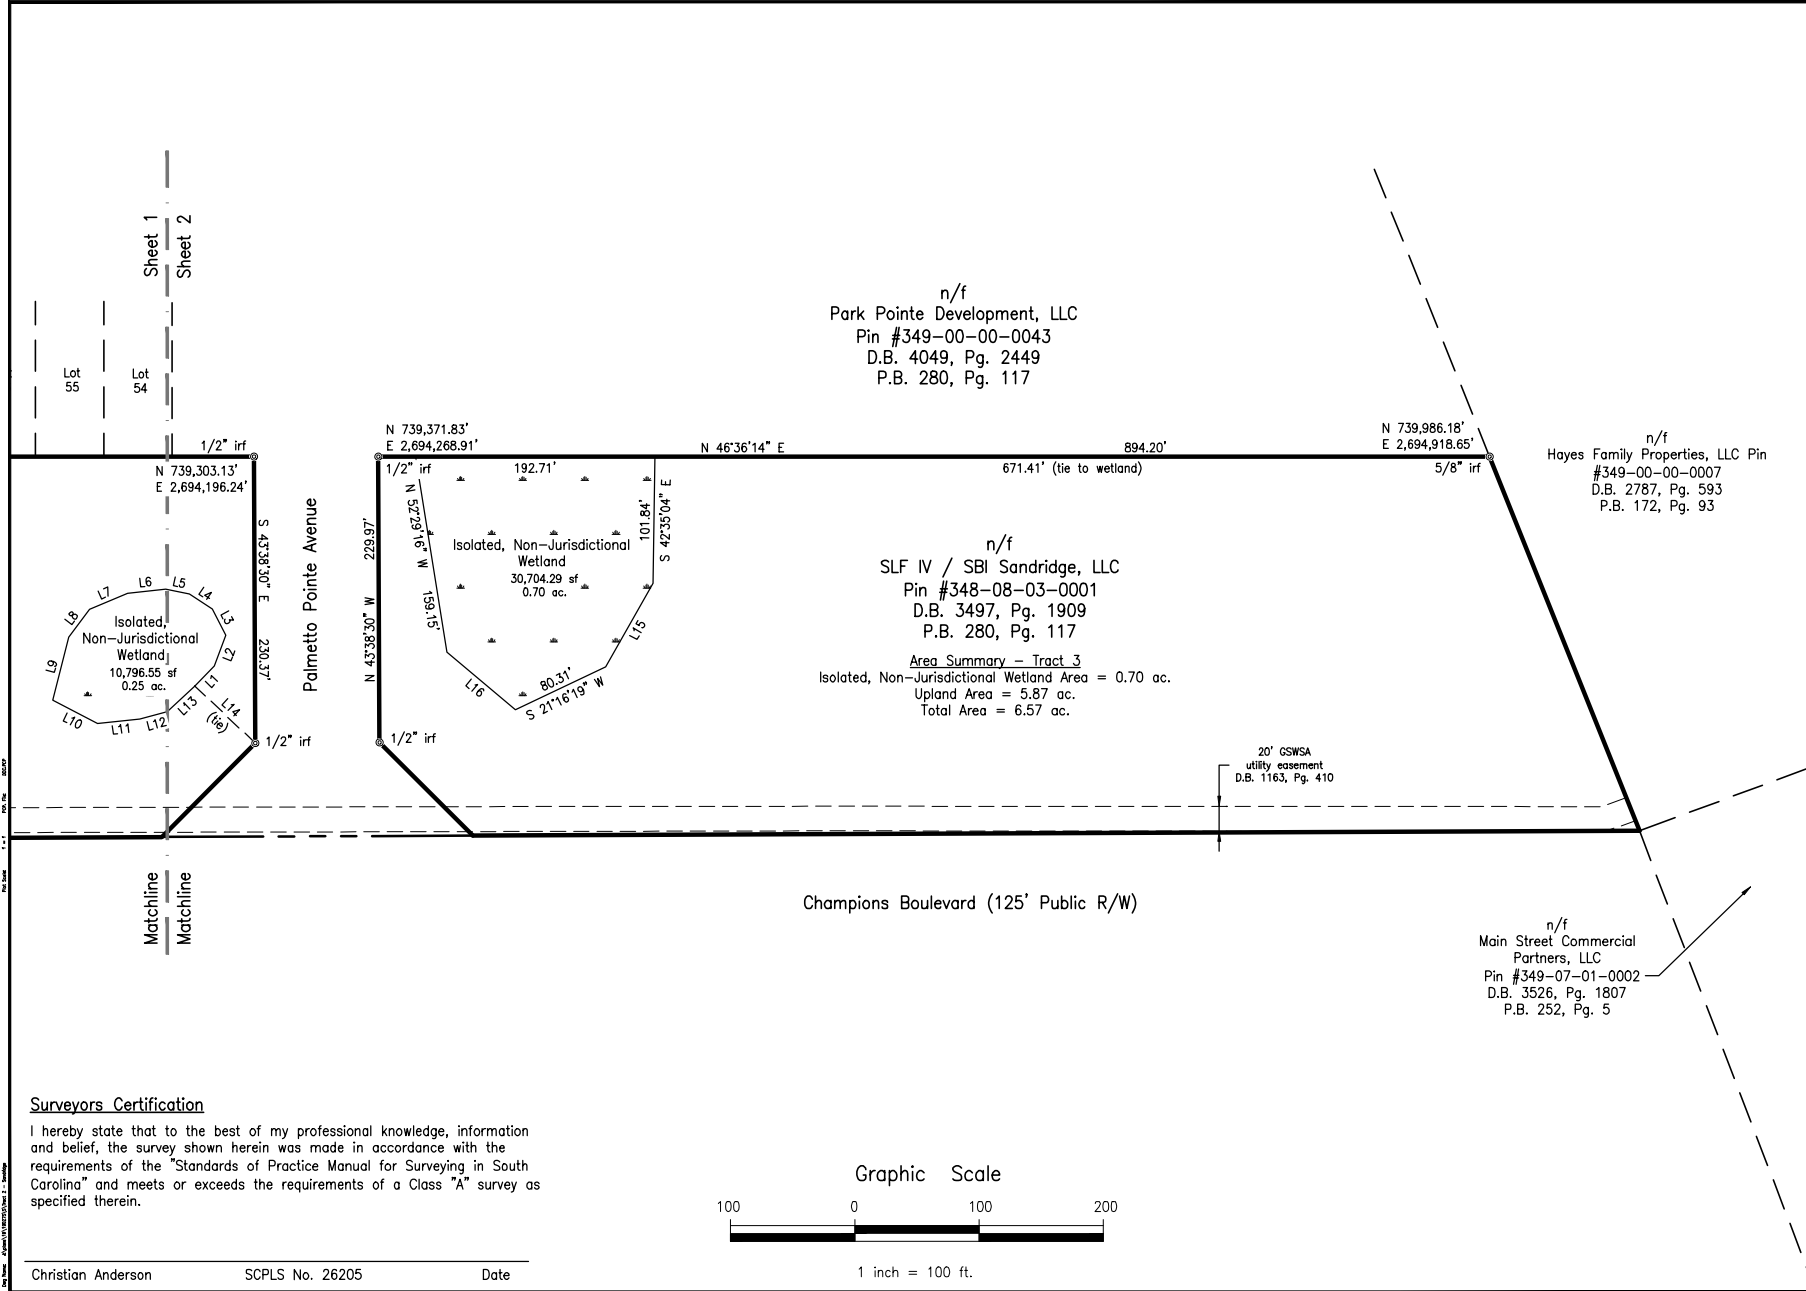 Sheet 1
Sheet 2
n/f
Park Pointe Development, LLC
Pin #349-00-00-0043
D.B. 4049, Pg. 2449
P.B. 280, Pg. 117
Lot
55
Lot
54
1/2" irf
N 739,303.13'
E 2,694,196.24'
N 739,371.83'
E 2,694,268.91'
1/2" irf
192.71'
N 46°36'14" E
894.20'
671.41' (tie to wetland)
N 739,986.18'
E 2,694,918.65'
5/8" irf
n/f
Hayes Family Properties, LLC Pin
#349-00-00-0007
D.B. 2787, Pg. 593
P.B. 172, Pg. 93
S 43°38'30" E
230.37'
Palmetto Pointe Avenue
229.97'
N 43°38'30" W
N 52°29'16" W
159.15'
101.84'
S 42°35'04" E
Isolated, Non-Jurisdictional
Wetland
30,704.29 sf
0.70 ac.
L15
80.31'
S 21°16'19" W
L16
L6
L5
L7
L4
L8
L3
L9
L2
L1
L10
L11
L12
L13
L14
(tie)
Isolated,
Non-Jurisdictional
Wetland
10,796.55 sf
0.25 ac.
1/2" irf
1/2" irf
n/f
SLF IV / SBI Sandridge, LLC
Pin #348-08-03-0001
D.B. 3497, Pg. 1909
P.B. 280, Pg. 117
Area Summary - Tract 3
Isolated, Non-Jurisdictional Wetland Area = 0.70 ac.
Upland Area = 5.87 ac.
Total Area = 6.57 ac.
20' GSWSA
utility easement
D.B. 1163, Pg. 410
Matchline
Matchline
Champions Boulevard (125' Public R/W)
n/f
Main Street Commercial
Partners, LLC
Pin #349-07-01-0002
D.B. 3526, Pg. 1807
P.B. 252, Pg. 5
Surveyors Certification
I hereby state that to the best of my professional knowledge, information
and belief, the survey shown herein was made in accordance with the
requirements of the "Standards of Practice Manual for Surveying in South
Carolina" and meets or exceeds the requirements of a Class "A" survey as
specified therein.
Christian Anderson SCPLS No. 26205 Date
Graphic Scale
100 0 100 200
1 inch = 100 ft.